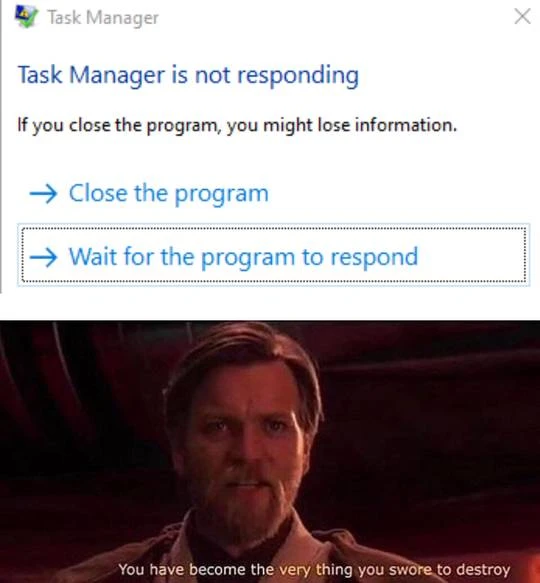 Task Manager
Task Manager is not responding
If you close the program, you might lose information.
→ Close the program
→ Wait for the program to respond
You have become the very thing you swore to destroy